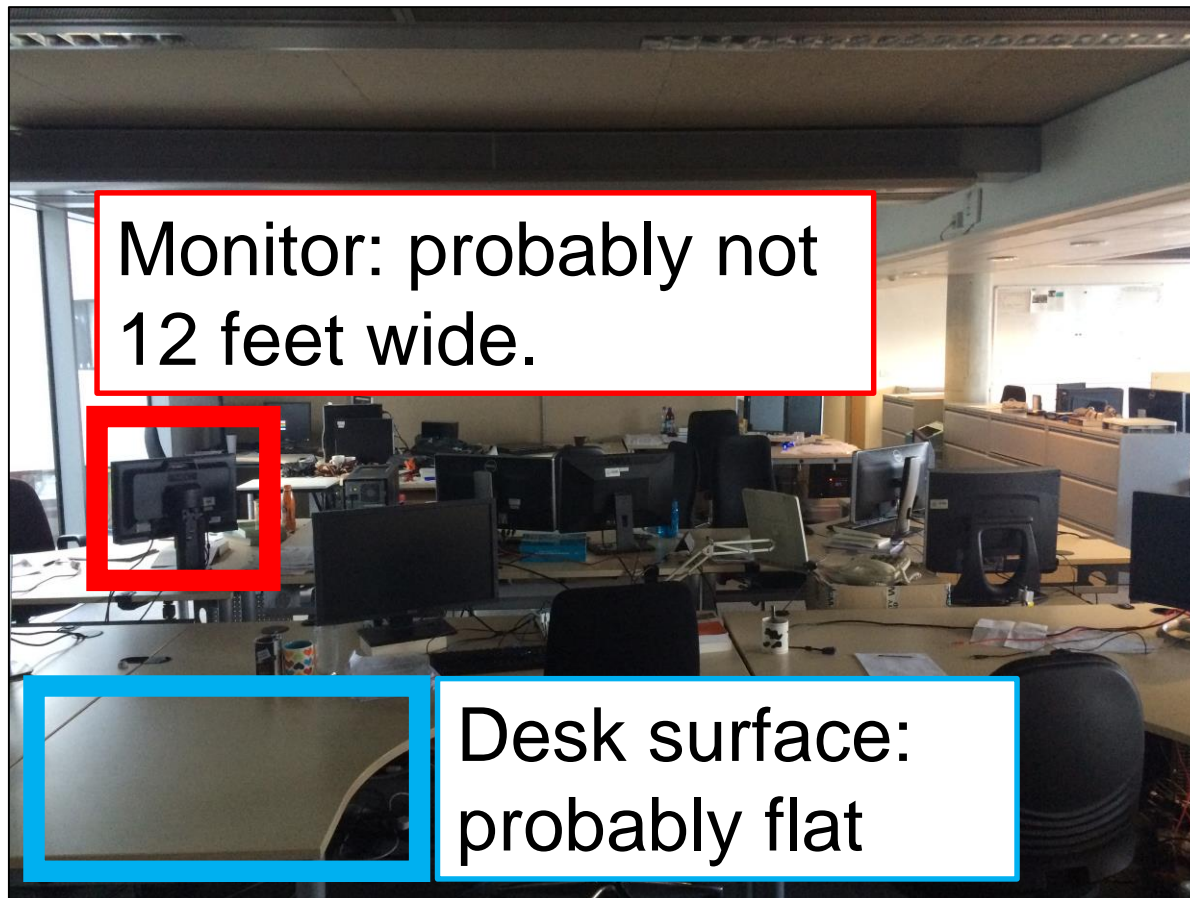 Monitor: probably not
12 feet wide.
Desk surface:
probably flat